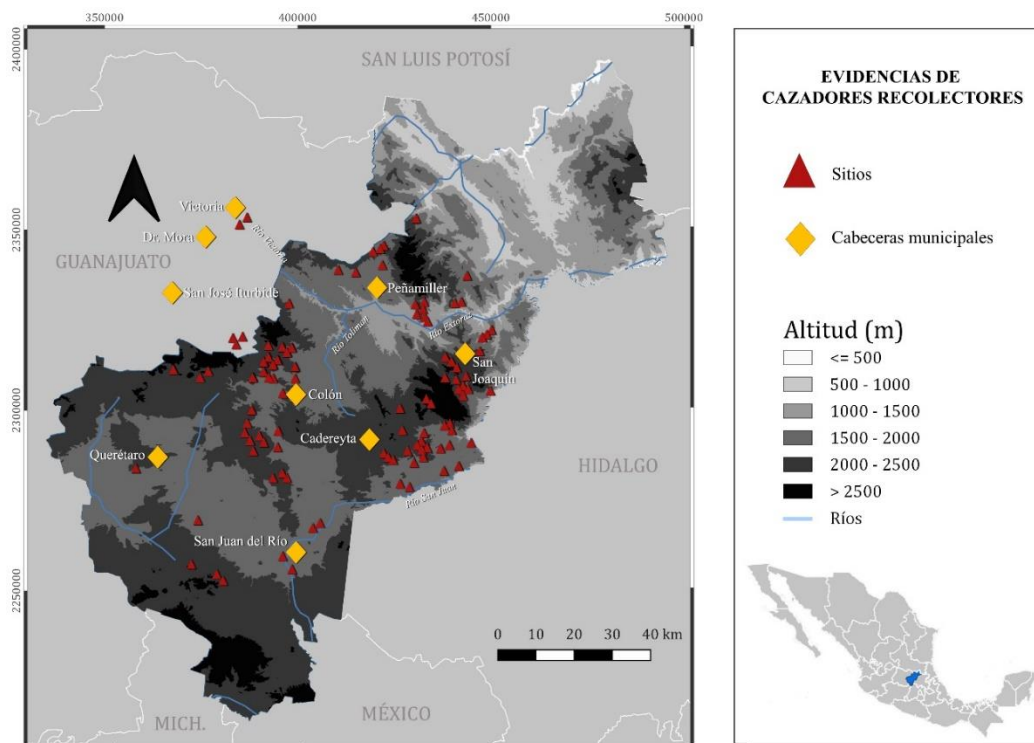 350000
400000
450000
500000
2400000
2350000
2300000
2250000
SAN LUIS POTOSÍ
Victoria
Río Victoria
Dr. Mora
GUANAJUATO
San José Iturbide
Peñamiller
Río Extoraz
Río Tolimán
San
Joaquín
Colón
Cadereyta
Querétaro
HIDALGO
Río San Juan
San Juan del Río
0 10 20 30 40 km
MICH.
MÉXICO
EVIDENCIAS DE
CAZADORES RECOLECTORES
Sitios
Cabeceras municipales
Altitud (m)
<= 500
500 - 1000
1000 - 1500
1500 - 2000
2000 - 2500
> 2500
Ríos